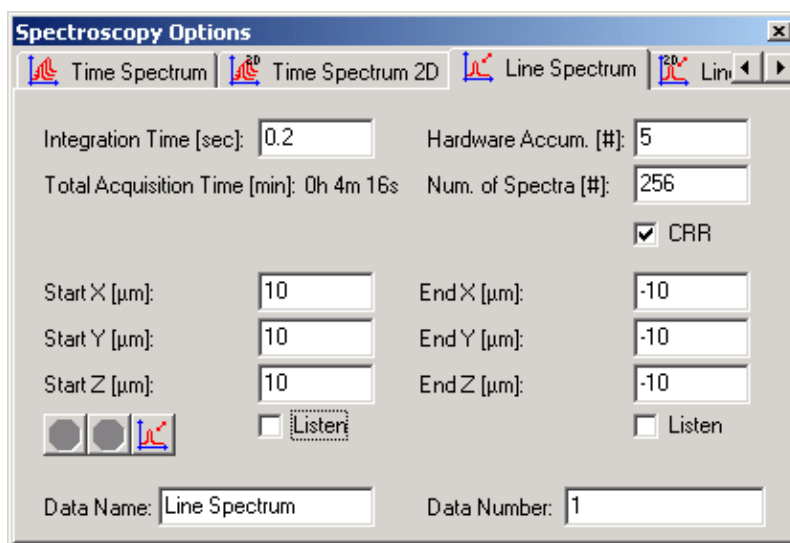 Spectroscopy Options
Time Spectrum 2D Time Spectrum 2D Line Spectrum 2D
Integration Time [sec]: 0.2 Hardware Accum. [#]: 5
Total Acquisition Time [min]: 0h 4m 16s Num. of Spectra [#]: 256
CRR
Start X [µm]: 10 End X [µm]: -10
Start Y [µm]: 10 End Y [µm]: -10
Start Z [µm]: 10 End Z [µm]: -10
Listen Listen
Data Name: Line Spectrum Data Number: 1